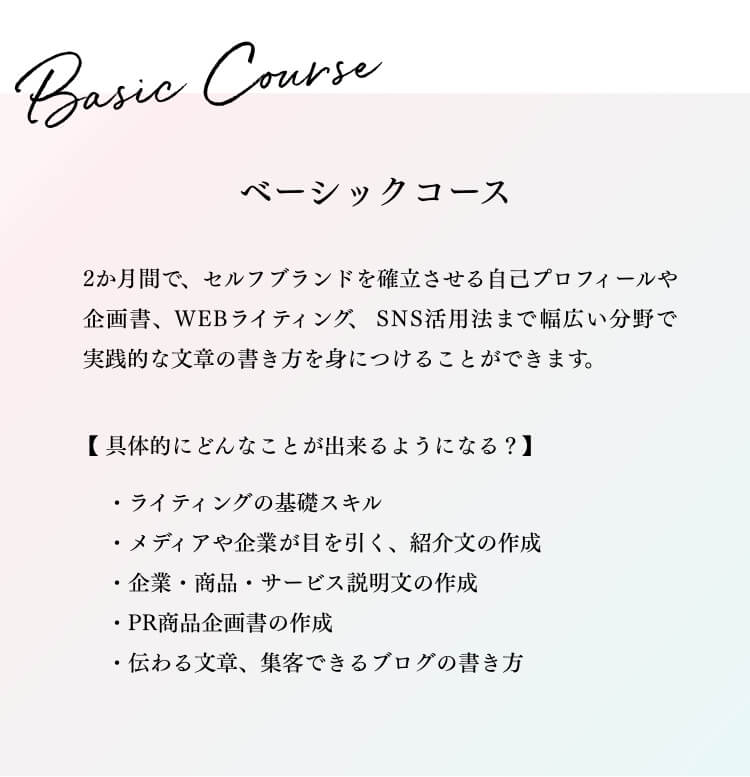 Basic Course
ベーシックコース
2か月間で、セルフブランドを確立させる自己プロフィールや
企画書、WEBライティング、SNS活用法まで幅広い分野で
実践的な文章の書き方を身につけることができます。
【 具体的にどんなことが出来るようになる？】
・ライティングの基礎スキル
・メディアや企業が目を引く、紹介文の作成
・企業・商品・サービス説明文の作成
・PR商品企画書の作成
・伝わる文章、集客できるブログの書き方